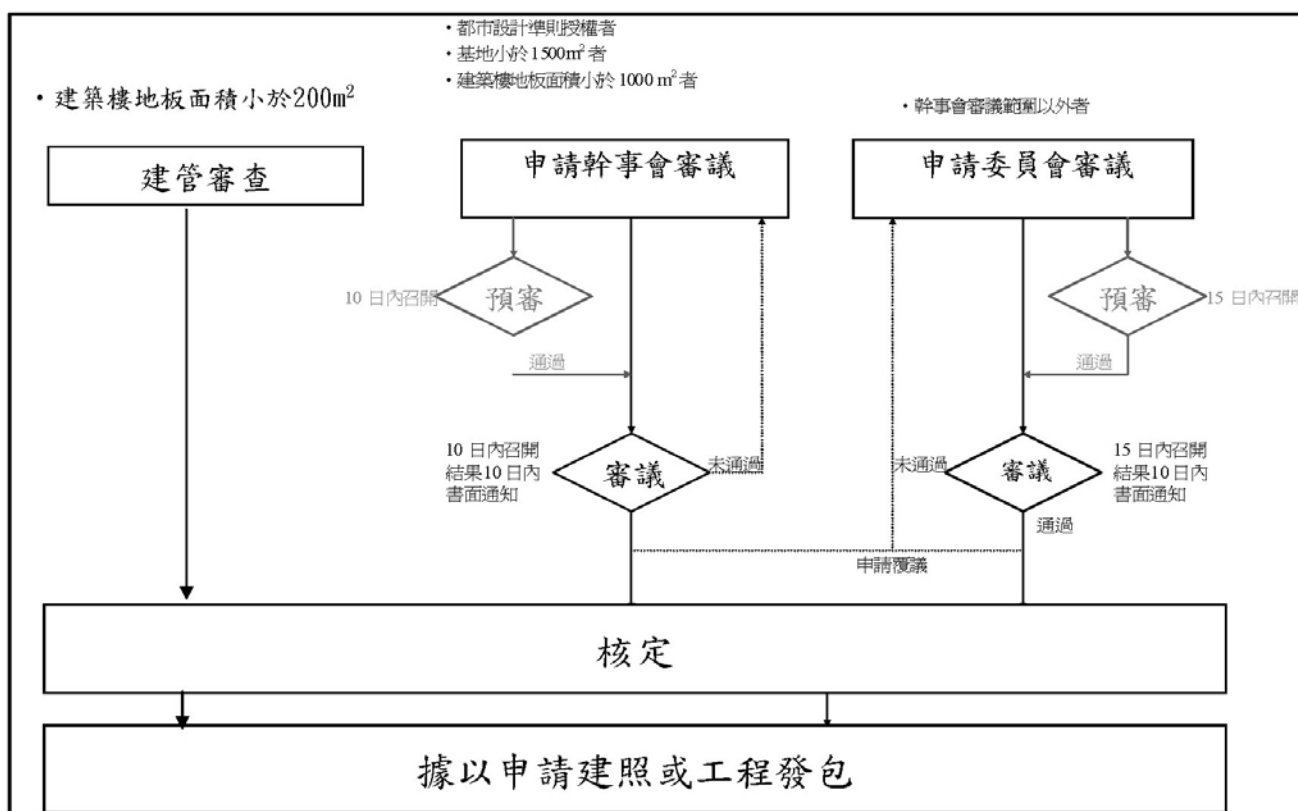 ・都市設計準則授權者
・基地小於1500m²者
・建築樓地板面積小於1000 m²者
・建築樓地板面積小於200m²
・幹事會審議範圍以外者
建管審查
申請幹事會審議
申請委員會審議
10 日內召開
預審
預審
15 日內召開
通過
通過
10 日內召開
結果10 日內
書面通知
審議
未通過
未通過
審議
15 日內召開
結果10 日內
書面通知
通過
申請覆議
核定
據以申請建照或工程發包